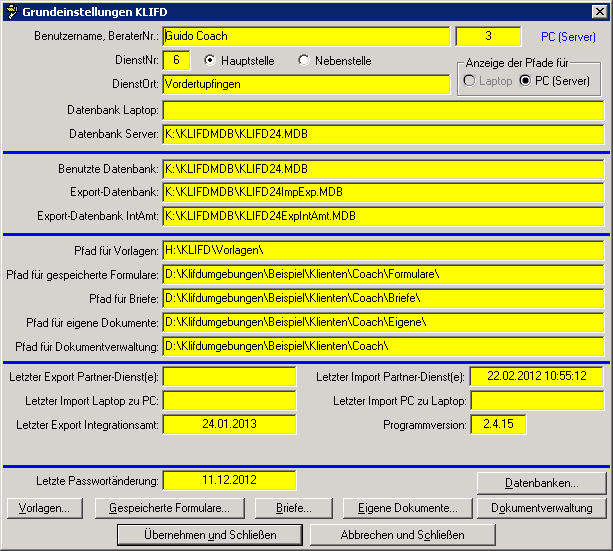 Grundeinstellungen KLIFD
Benutzername, BeraterNr.: Guido Coach 3 PC (Server)
DienstNr: 6 Hauptstelle Nebenstelle
Anzeige der Pfade für
Laptop PC (Server)
DienstOrt: Vordertupfingen
Datenbank Laptop:
Datenbank Server: K:\KLIFDMDB\KLIFD24.MDB
Benutzte Datenbank: K:\KLIFDMDB\KLIFD24.MDB
Export-Datenbank: K:\KLIFDMDB\KLIFD24ImpExp.MDB
Export-Datenbank IntAmt: K:\KLIFDMDB\KLIFD24ExpIntAmt.MDB
Pfad für Vorlagen: H:\KLIFD\Vorlagen\
Pfad für gespeicherte Formulare: D:\Klifdumgebungen\Beispiel\Klienten\Coach\Formulare\
Pfad für Briefe: D:\Klifdumgebungen\Beispiel\Klienten\Coach\Briefe\
Pfad für eigene Dokumente: D:\Klifdumgebungen\Beispiel\Klienten\Coach\Eigene\
Pfad für Dokumentverwaltung: D:\Klifdumgebungen\Beispiel\Klienten\Coach\
Letzter Export Partner-Dienst(e): Letzter Import Partner-Dienst(e): 22.02.2012 10:55:12
Letzter Import Laptop zu PC: Letzter Import PC zu Laptop:
Letzter Export Integrationsamt: 24.01.2013 Programmversion: 2.4.15
Letzte Passwortänderung: 11.12.2012 Datenbanken...
Vorlagen... Gespeicherte Formulare... Briefe... Eigene Dokumente... Dokumentverwaltung
Übernehmen und Schließen Abbrechen und Schließen